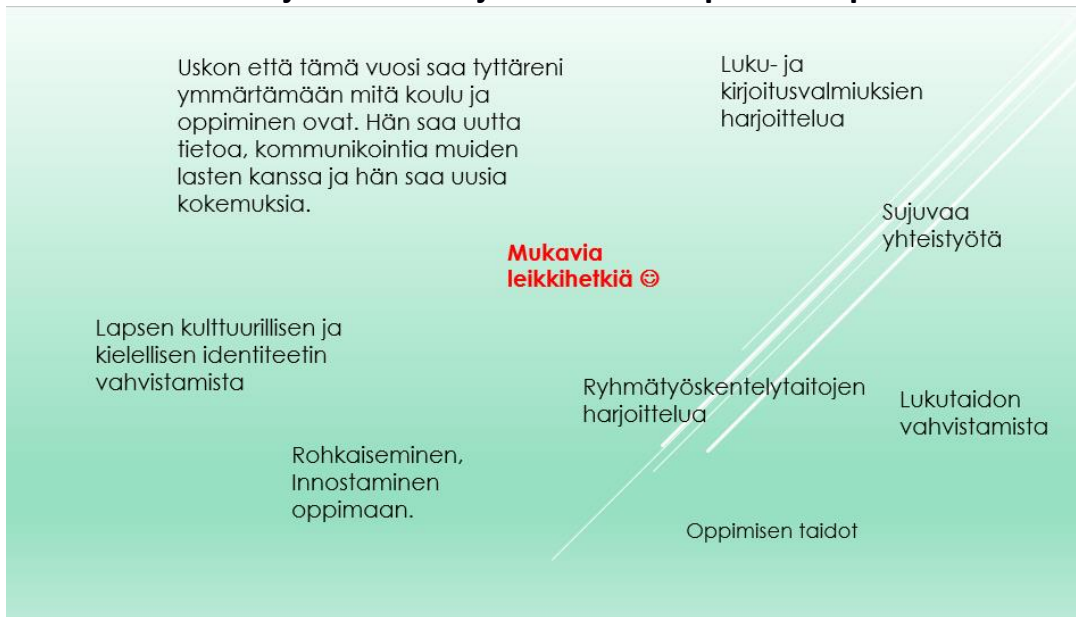 Uskon että tämä vuosi saa tyttäreni
ymmärtämään mitä koulu ja
oppiminen ovat. Hän saa uutta
tietoa, kommunikointia muiden
lasten kanssa ja hän saa uusia
kokemuksia.
Luku- ja
kirjoitusvalmiuksien
harjoittelua
Sujuvaa
yhteistyötä
Mukavia
leikkihetkiä ☺
Lapsen kulttuurillisen ja
kielellisen identiteetin
vahvistamista
Ryhmätyöskentelytaitojen
harjoittelua
Lukutaidon
vahvistamista
Rohkaiseminen,
Innostaminen
oppimaan.
Oppimisen taidot